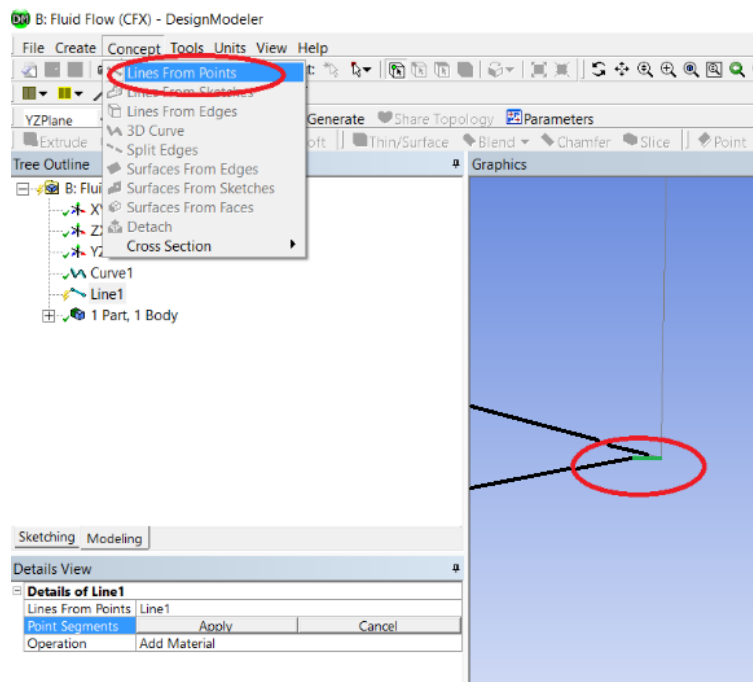 B: Fluid Flow (CFX) - DesignModeler
File Create Concept Tools Units View Help
Lines From Points
Lines From Sketches
Lines From Edges
3D Curve
Split Edges
Surfaces From Edges
Surfaces From Sketches
Surfaces From Faces
Detach
Cross Section
YZPlane
Generate Share Topology Parameters
Extrude Thin/Surface Blend Chamfer Slice Point
Tree Outline
Graphics
B: Flui
Curve1
Line1
1 Part, 1 Body
Sketching Modeling
Details View
Details of Line1
Lines From Points Line1
Point Segments Apply Cancel
Operation Add Material